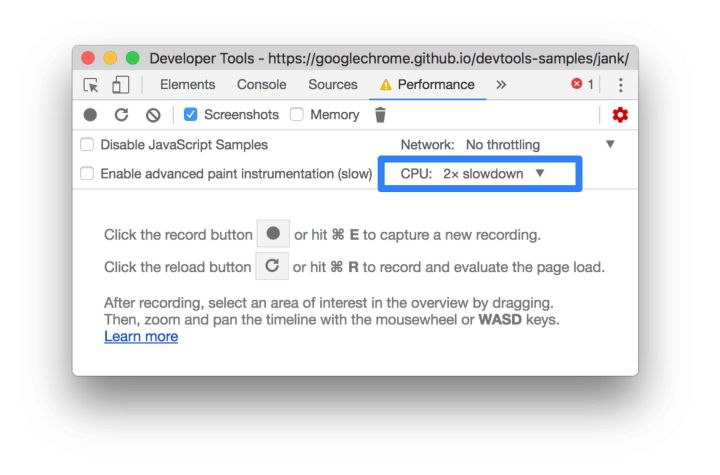 Developer Tools - https://googlechrome.github.io/devtools-samples/jank/
Elements Console Sources Performance » 1
Screenshots Memory
Disable JavaScript Samples Network: No throttling
Enable advanced paint instrumentation (slow) CPU: 2× slowdown
Click the record button or hit ⌘ E to capture a new recording.
Click the reload button or hit ⌘ R to record and evaluate the page load.
After recording, select an area of interest in the overview by dragging.
Then, zoom and pan the timeline with the mousewheel or WASD keys.
Learn more